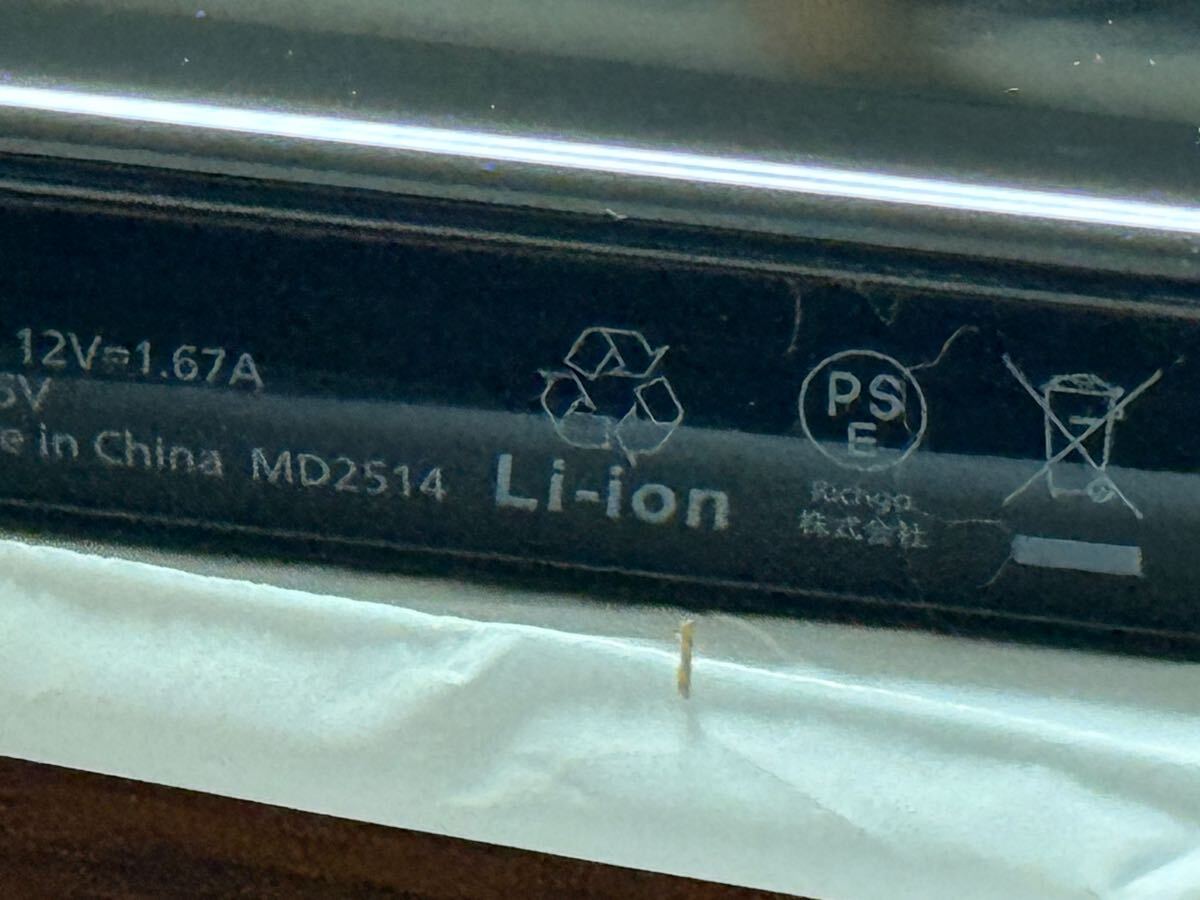 12V⎓1.67A
V
e in China MD2514
Li-ion
PS
E
株式会社